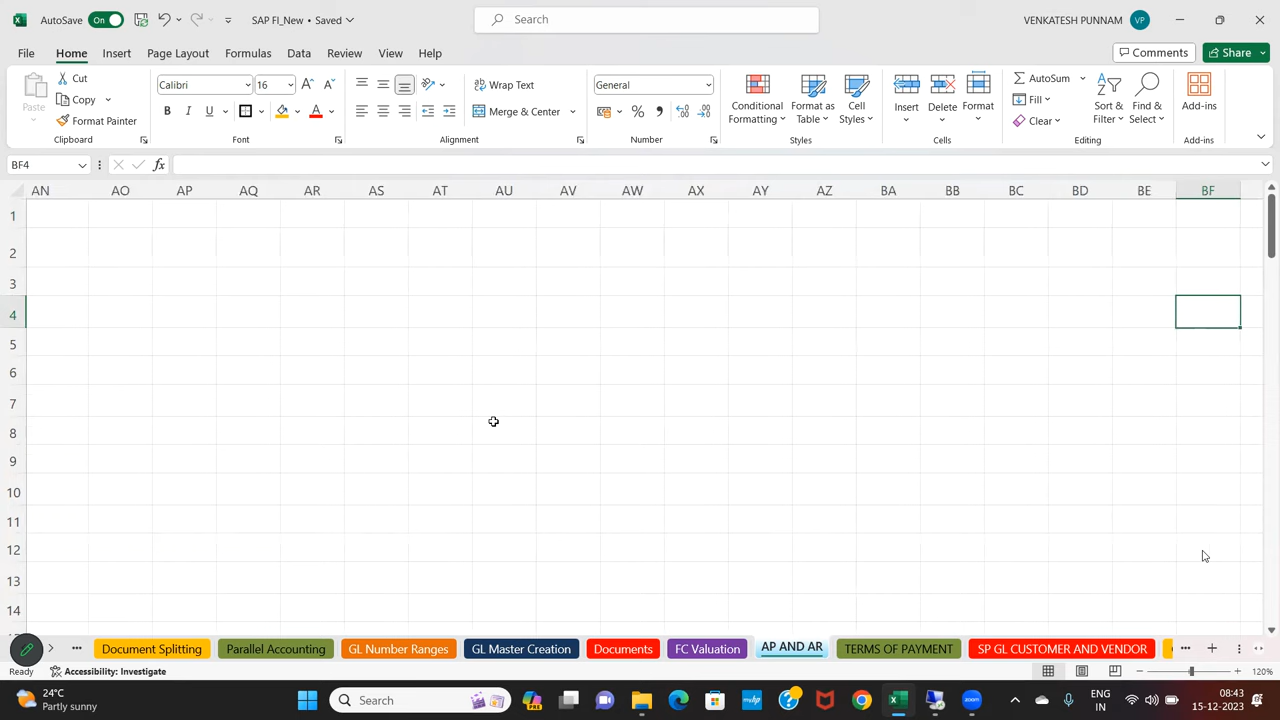 AutoSave On SAP FI_New • Saved Search VENKATESH PUNNAM VP
File Home Insert Page Layout Formulas Data Review View Help Comments Share
Paste Cut Copy Format Painter Clipboard
Calibri 16 A A B I U A Font
Wrap Text Merge & Center Alignment
General % 9 Number
Conditional Formatting Format as Table Cell Styles Styles
Insert Delete Format Cells
AutoSum Fill Clear Sort & Filter Find & Select Editing
Add-ins Add-ins
BF4 fx
AN AO AP AQ AR AS AT AU AV AW AX AY AZ BA BB BC BD BE BF
1
2
3
4
5
6
7
8
9
10
11
12
13
14
Document Splitting Parallel Accounting GL Number Ranges GL Master Creation Documents FC Valuation AP AND AR TERMS OF PAYMENT SP GL CUSTOMER AND VENDOR
Ready Accessibility: Investigate 120%
24°C Search ENG 08:43
Partly sunny IN 15-12-2023